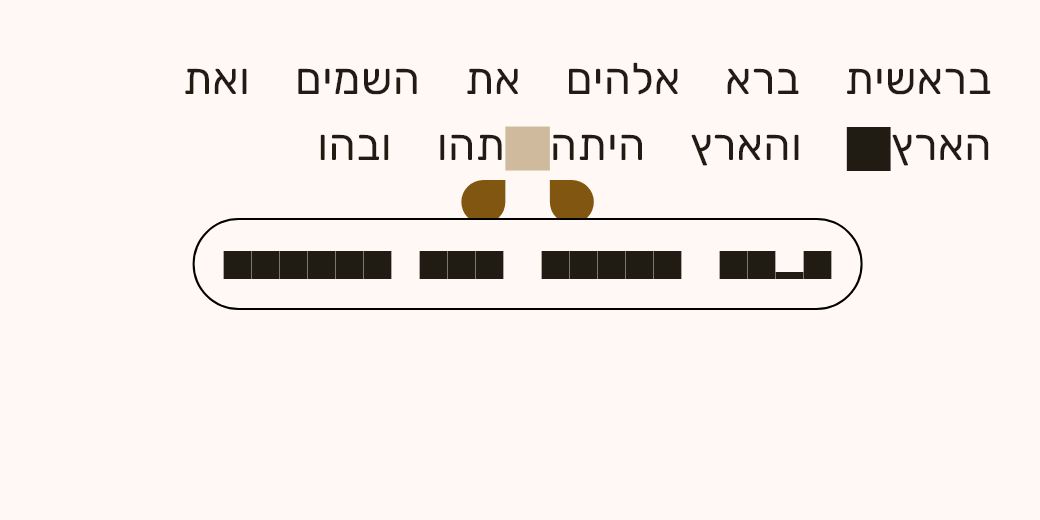 בראשית ברא אלהים את השמים ואת
הארץ והארץ היתה תהו ובהו